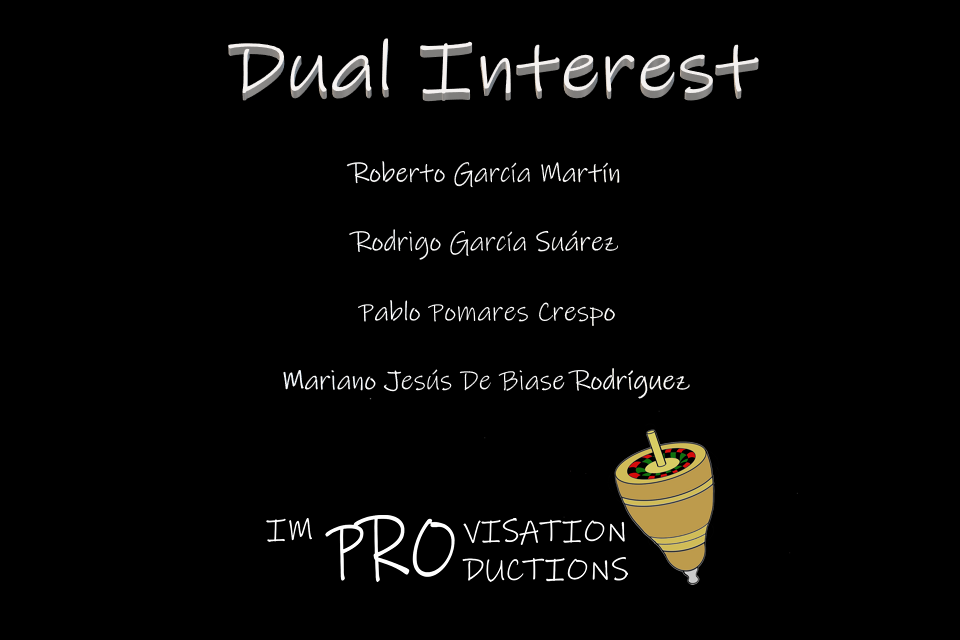 Dual Interest
Roberto García Martín
Rodrigo García Suárez
Pablo Pomares Crespo
Mariano Jesús De Biase Rodríguez
IM PRO VISATION
DUCTIONS